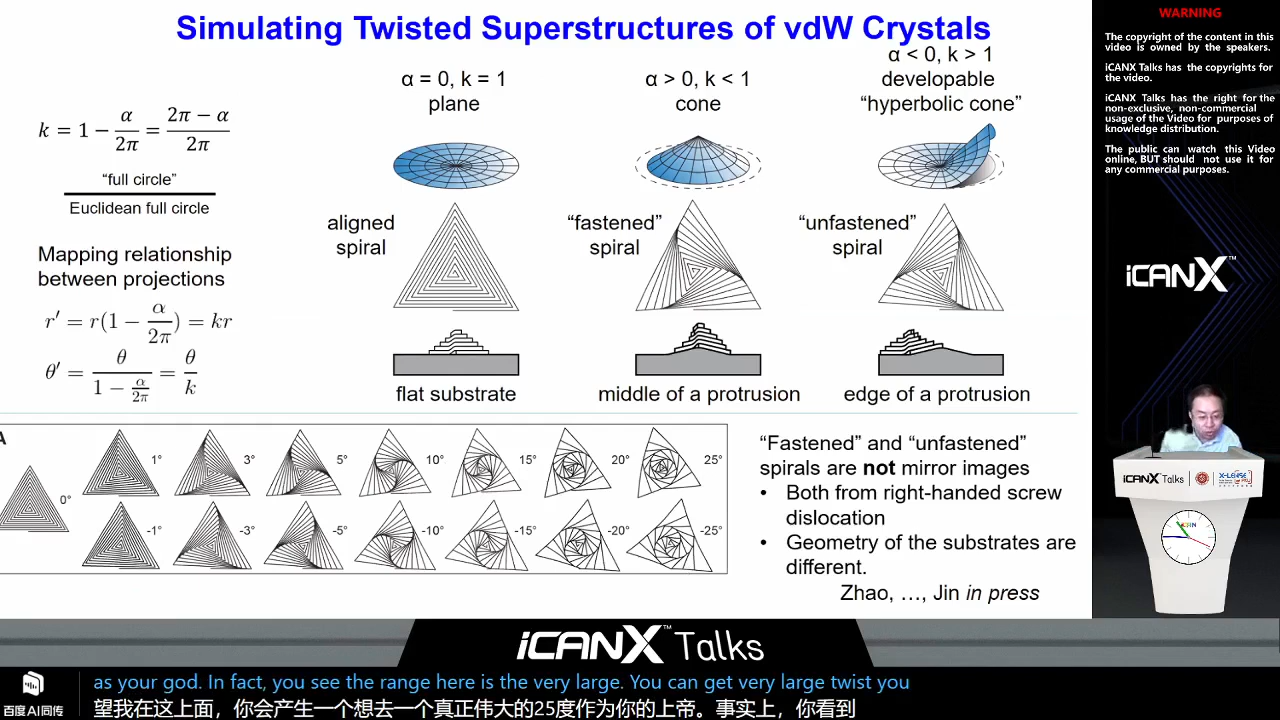 Simulating Twisted Superstructures of vdW Crystals
k = 1 − α/2π = (2π − α)/2π
“full circle”
Euclidean full circle
Mapping relationship
between projections
r′ = r(1 − α/2π) = kr
θ′ = θ/(1 − α/2π) = θ/k
α = 0, k = 1
plane
α > 0, k < 1
cone
α < 0, k > 1
developable
“hyperbolic cone”
aligned
spiral
“fastened”
spiral
“unfastened”
spiral
flat substrate
middle of a protrusion
edge of a protrusion
A
0°
1°
3°
5°
10°
15°
20°
25°
-1°
-3°
-5°
-10°
-15°
-20°
-25°
“Fastened” and “unfastened”
spirals are not mirror images
• Both from right-handed screw
dislocation
• Geometry of the substrates are
different.
Zhao, …, Jin in press
WARNING
The copyright of the content in this
video is owned by the speakers.
iCANX Talks has the copyrights for
the video.
iCANX Talks has the right for the
non-exclusive, non-commercial
usage of the Video for purposes of
knowledge distribution.
The public can watch this Video
online, BUT should not use it for
any commercial purposes.
iCANX™
iCANX Talks
X-LENSE
iCANX™ Talks
百度AI同传
as your god. In fact, you see the range here is the very large. You can get very large twist you
望我在这上面，你会产生一个想去一个真正伟大的25度作为你的上帝。事实上，你看到